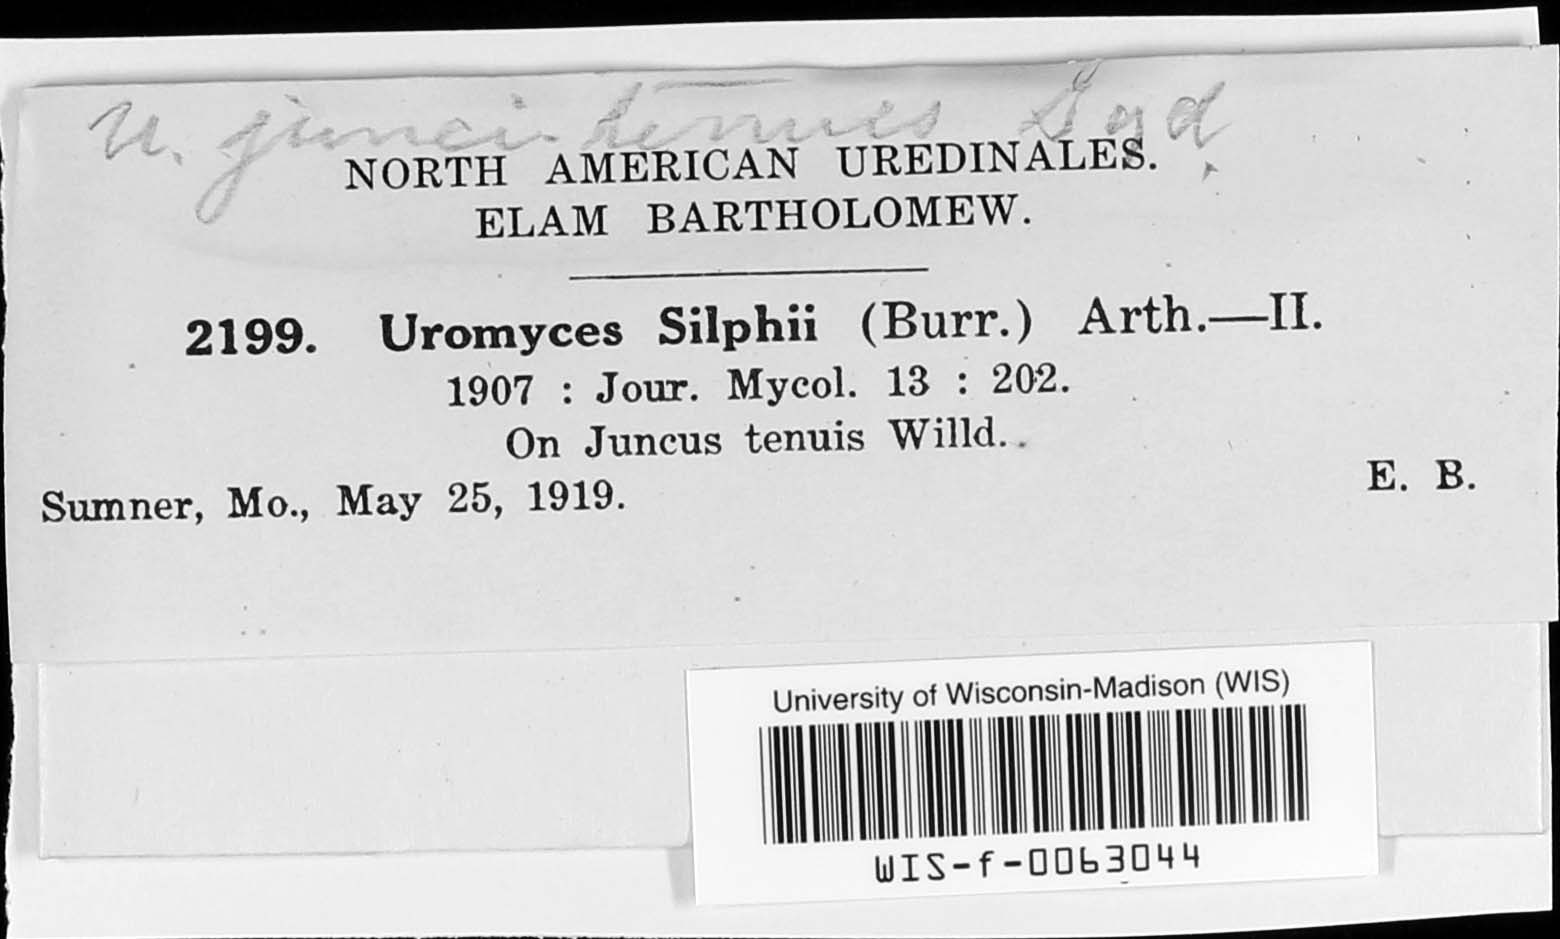 U. junci-tenues Syd.
NORTH AMERICAN UREDINALES.
ELAM BARTHOLOMEW.
2199. Uromyces Silphii (Burr.) Arth.—II.
1907 : Jour. Mycol. 13 : 202.
On Juncus tenuis Willd.
Sumner, Mo., May 25, 1919.
E. B.
University of Wisconsin-Madison (WIS)
WIS-f-0063044